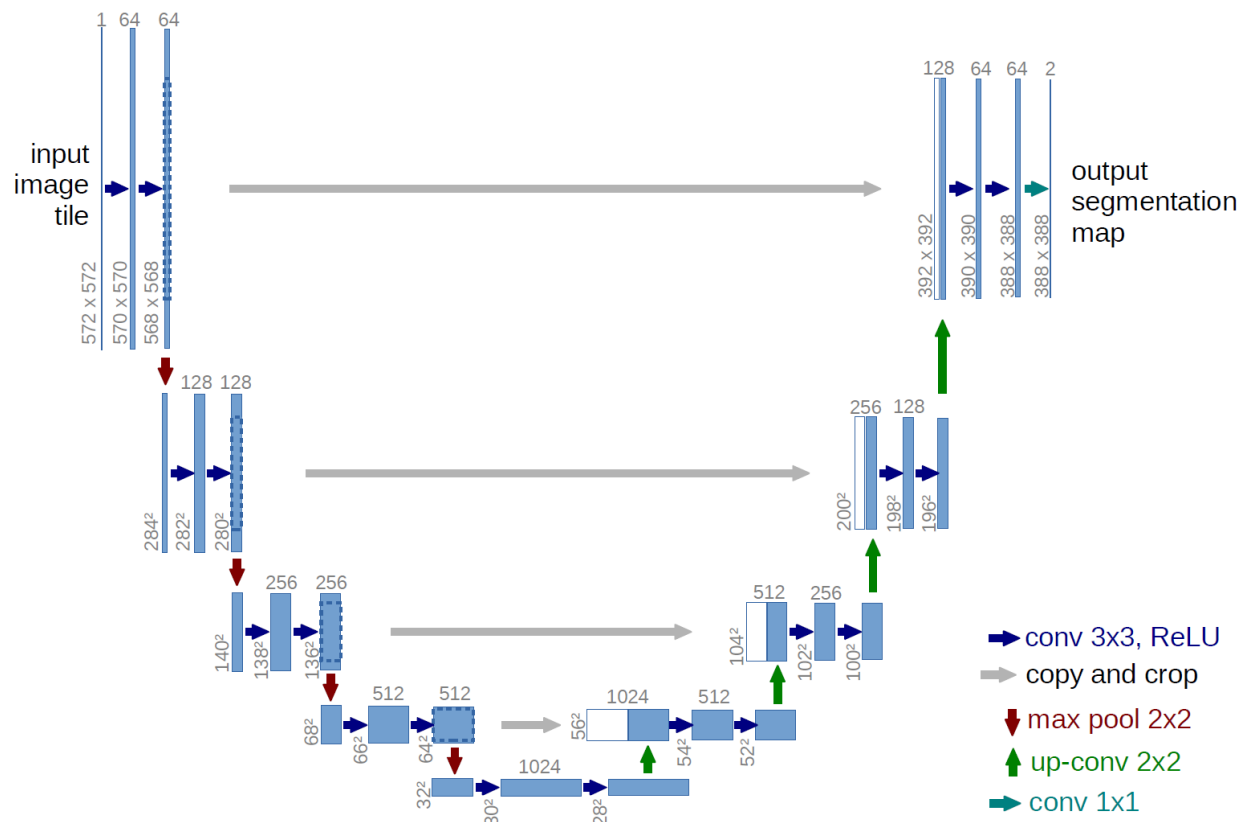 1 64 64
128 64 64 2
input
image
tile
output
segmentation
map
572 x 572
570 x 570
568 x 568
392 x 392
390 x 390
388 x 388
388 x 388
128 128
256 128
284²
282²
280²
200²
198²
196²
256 256
512 256
140²
138²
136²
104²
102²
100²
512 512
1024 512
68²
66²
64²
56²
54²
52²
1024
32²
30²
28²
conv 3x3, ReLU
copy and crop
max pool 2x2
up-conv 2x2
conv 1x1